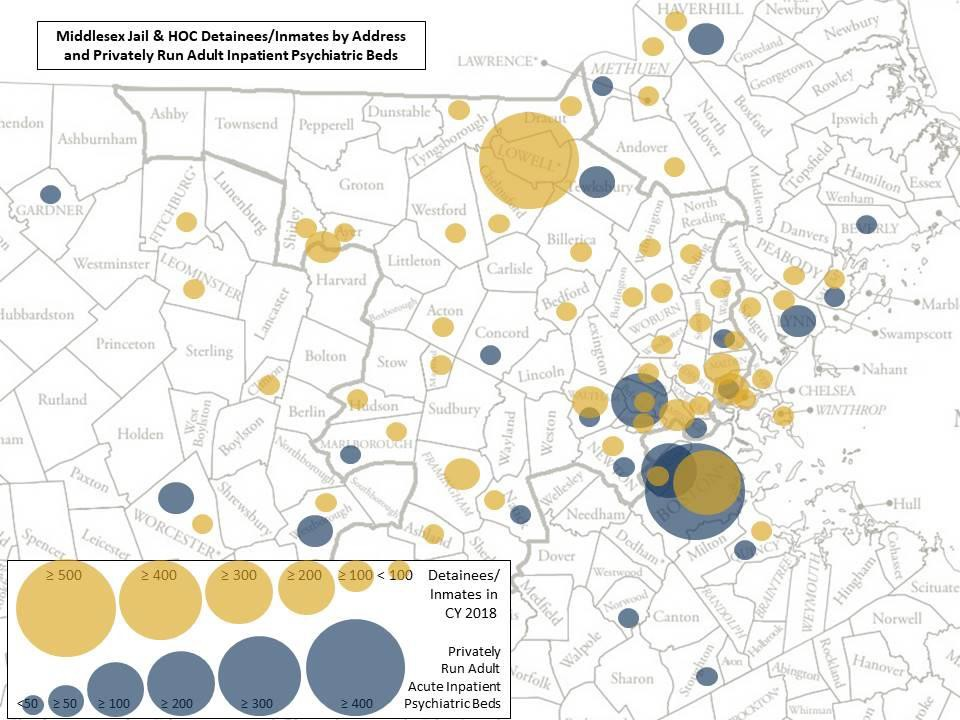 Middlesex Jail & HOC Detainees/Inmates by Address
and Privately Run Adult Inpatient Psychiatric Beds
HAVERHILL
Newbury
West
Newbury
LAWRENCE*
METHUEN
Groveland
Georgetown
Rowley
Ashby
Townsend
Pepperell
Dunstable
Tyngsborough
Dracut
LOWELL*
North
Andover
Boxford
Ipswich
Ashburnham
Andover
Middleton
Topsfield
Hamilton
Essex
Wenham
Groton
Chelmsford
Tewksbury
GARDNER
FITCHBURG*
Lunenburg
Shirley
Ayer
Westford
Billerica
Wilmington
North
Reading
Reading
Lynnfield
Danvers
BEVERLY
PEABODY
Westminster
LEOMINSTER
Harvard
Littleton
Carlisle
Bedford
Burlington
WOBURN
Hubbardston
Princeton
Sterling
Lancaster
Bolton
Boxborough
Acton
Concord
Lexington
Saugus
LYNN
Swampscott
Nahant
Stow
Lincoln
Rutland
Holden
West
Boylston
Boylston
Clinton
Berlin
Hudson
Sudbury
Wayland
Weston
WALTHAM
CHELSEA
WINTHROP
MARLBOROUGH
Northborough
Southborough
FRAMINGHAM
NEWTON
BOSTON
Paxton
WORCESTER*
Shrewsbury
Westborough
Ashland
Wellesley
Needham
Dedham
Milton
QUINCY
Hull
Spencer
Leicester
Dover
Westwood
Norwood
Canton
RANDOLPH
BRAINTREE
WEYMOUTH
Hingham
Cohasset
Scituate
Norwell
Medfield
Walpole
Norfolk
Sharon
Stoughton
Avon
Holbrook
Abington
Rockland
Hanover
BROCKTON*
Whitman
≥ 500 ≥ 400 ≥ 300 ≥ 200 ≥ 100 < 100 Detainees/
Inmates in
CY 2018
Privately
Run Adult
Acute Inpatient
<50 ≥ 50 ≥ 100 ≥ 200 ≥ 300 ≥ 400 Psychiatric Beds